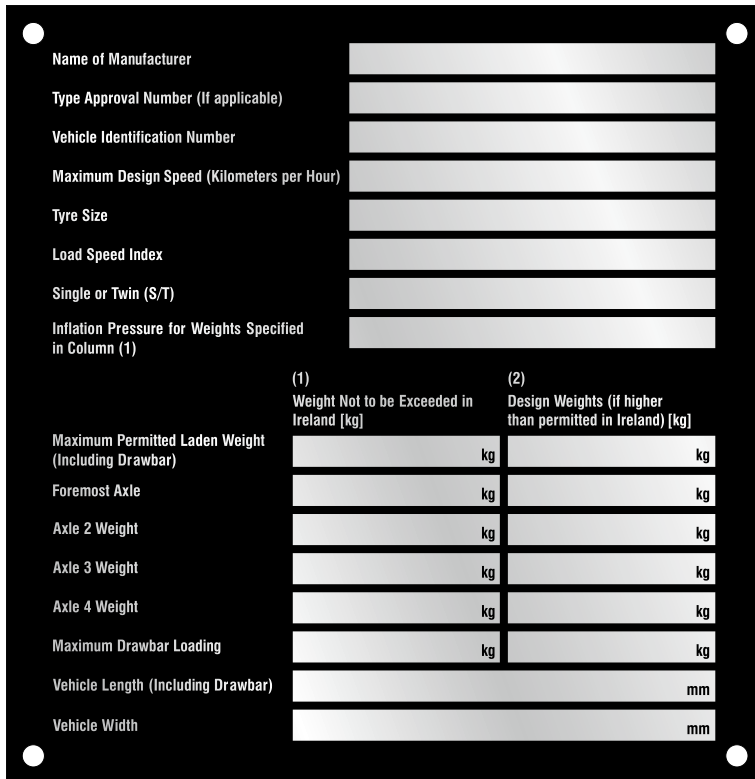 Name of Manufacturer
Type Approval Number (If applicable)
Vehicle Identification Number
Maximum Design Speed (Kilometers per Hour)
Tyre Size
Load Speed Index
Single or Twin (S/T)
Inflation Pressure for Weights Specified
in Column (1)
(1)
Weight Not to be Exceeded in
Ireland [kg]
(2)
Design Weights (if higher
than permitted in Ireland) [kg]
Maximum Permitted Laden Weight
(Including Drawbar)
kg kg
Foremost Axle kg kg
Axle 2 Weight kg kg
Axle 3 Weight kg kg
Axle 4 Weight kg kg
Maximum Drawbar Loading kg kg
Vehicle Length (Including Drawbar) mm
Vehicle Width mm